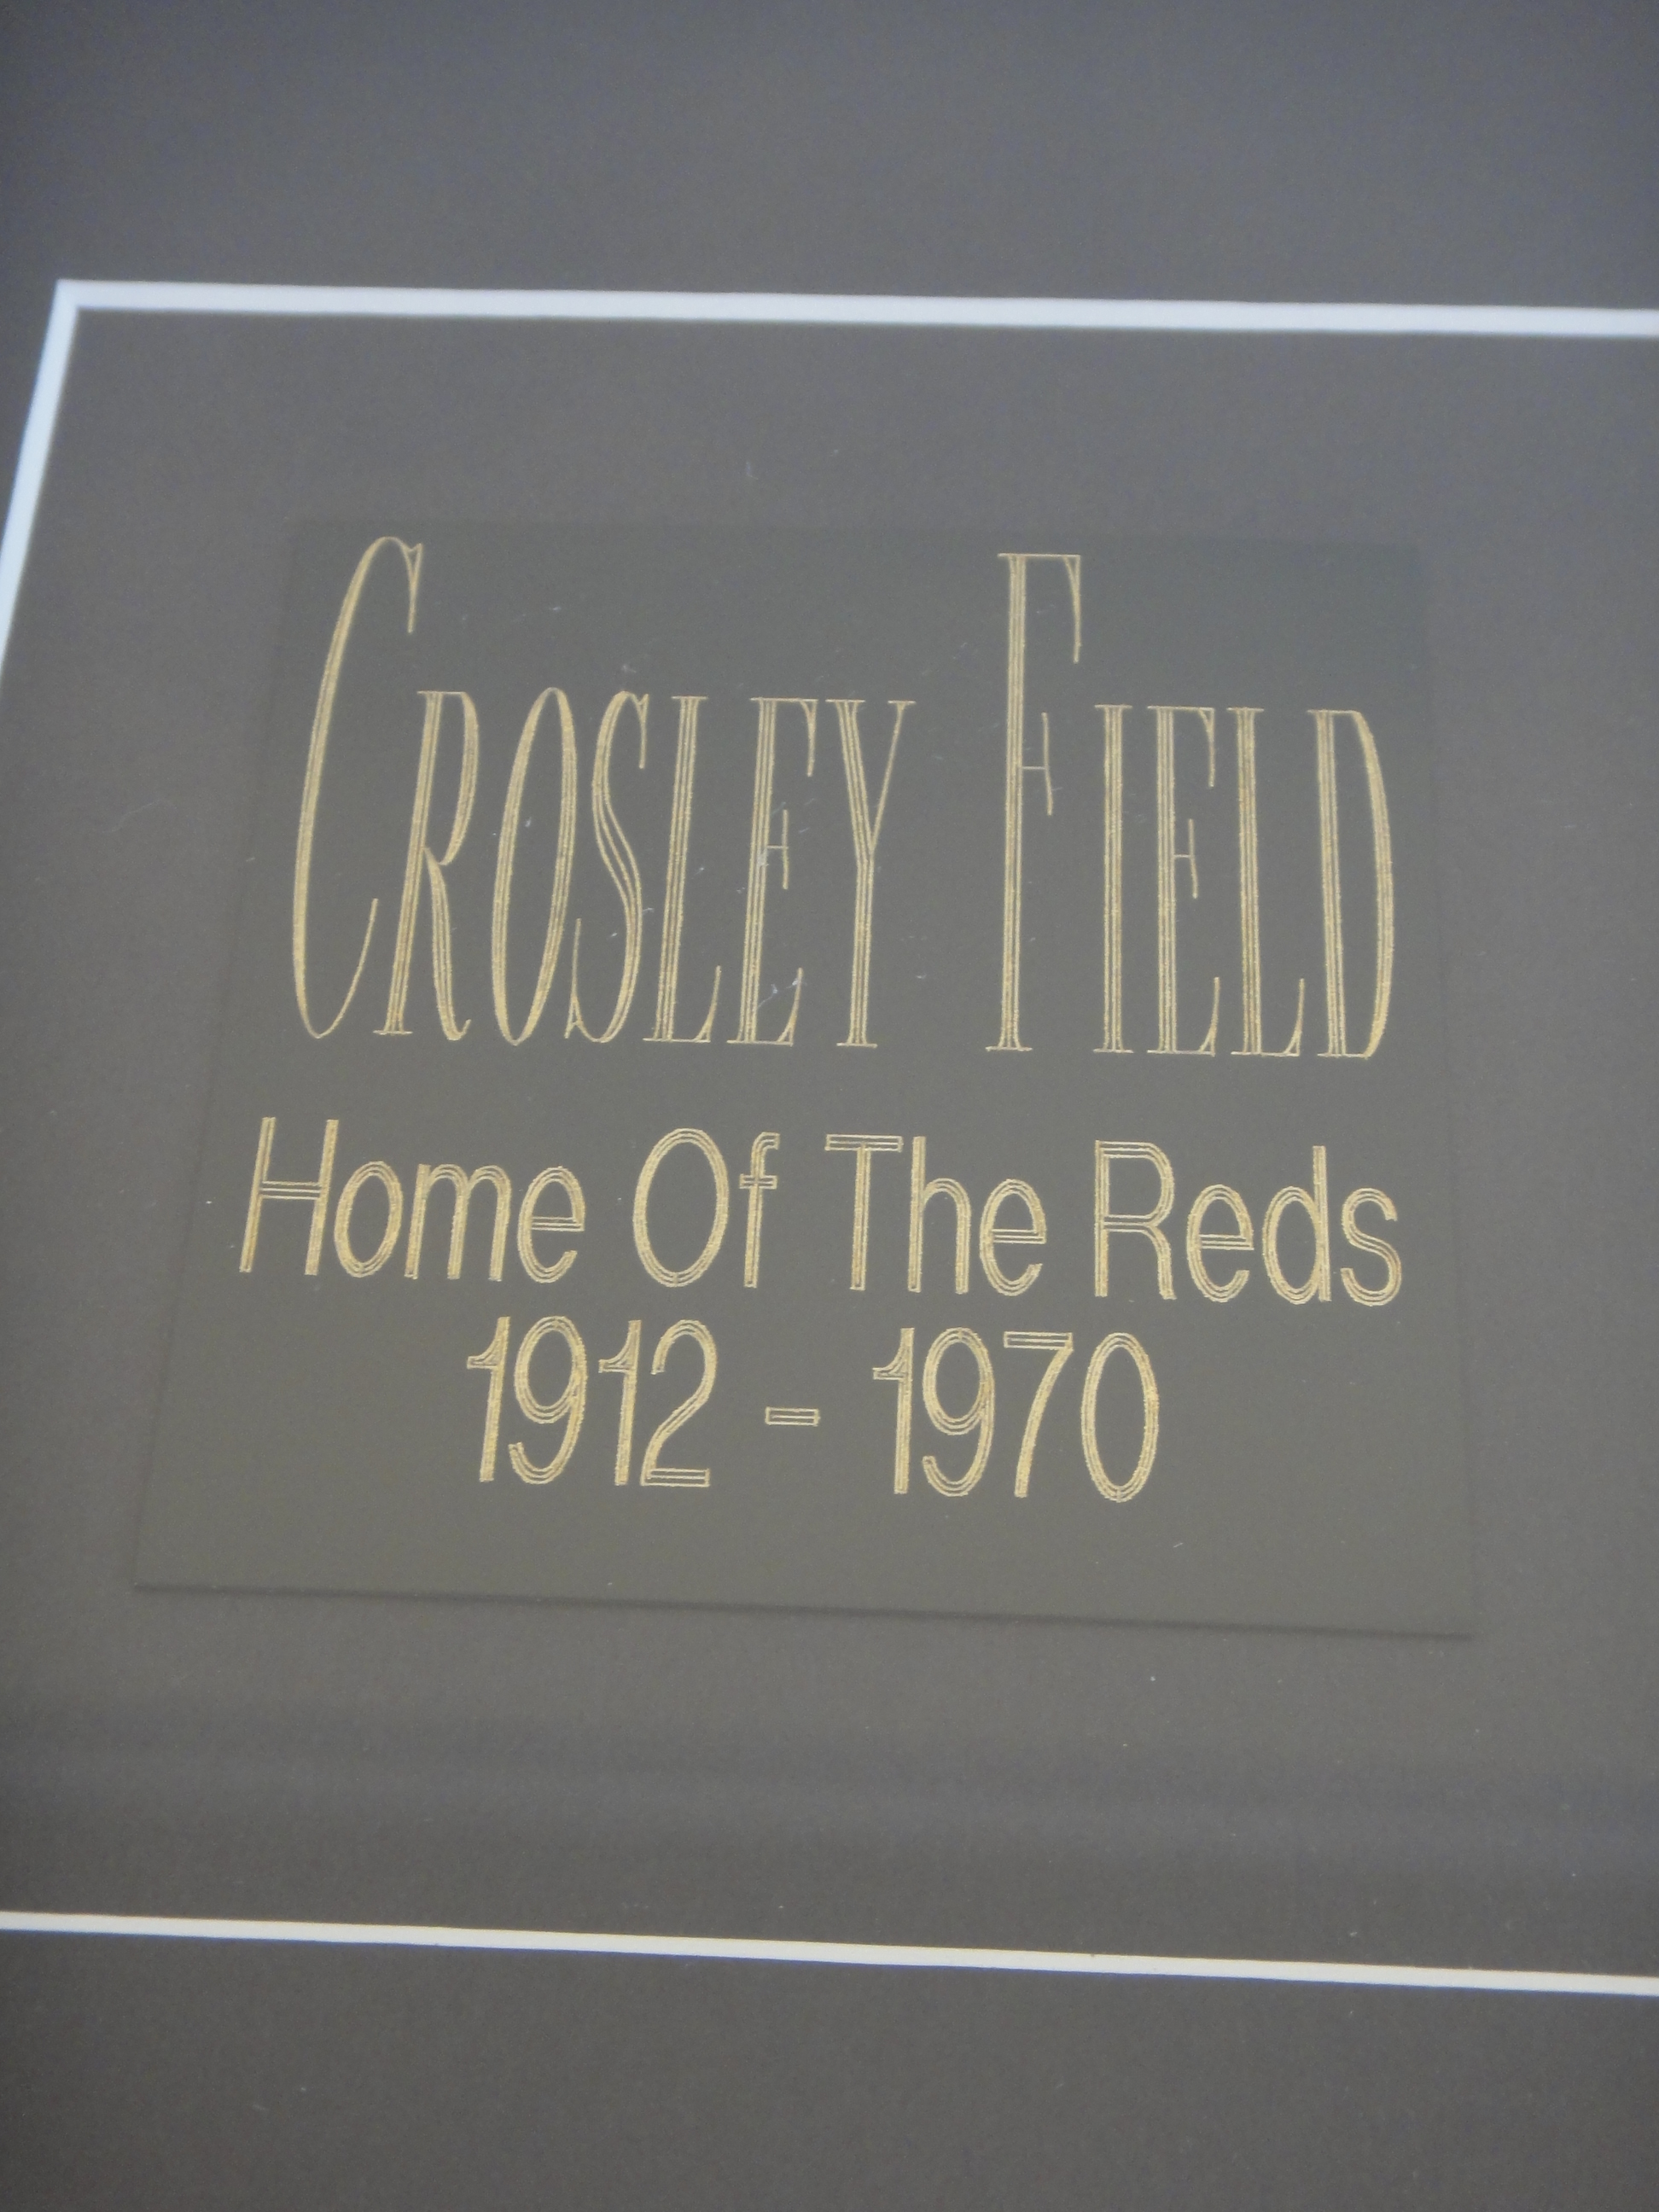 CROSLEY FIELD
Home Of The Reds
1912 - 1970